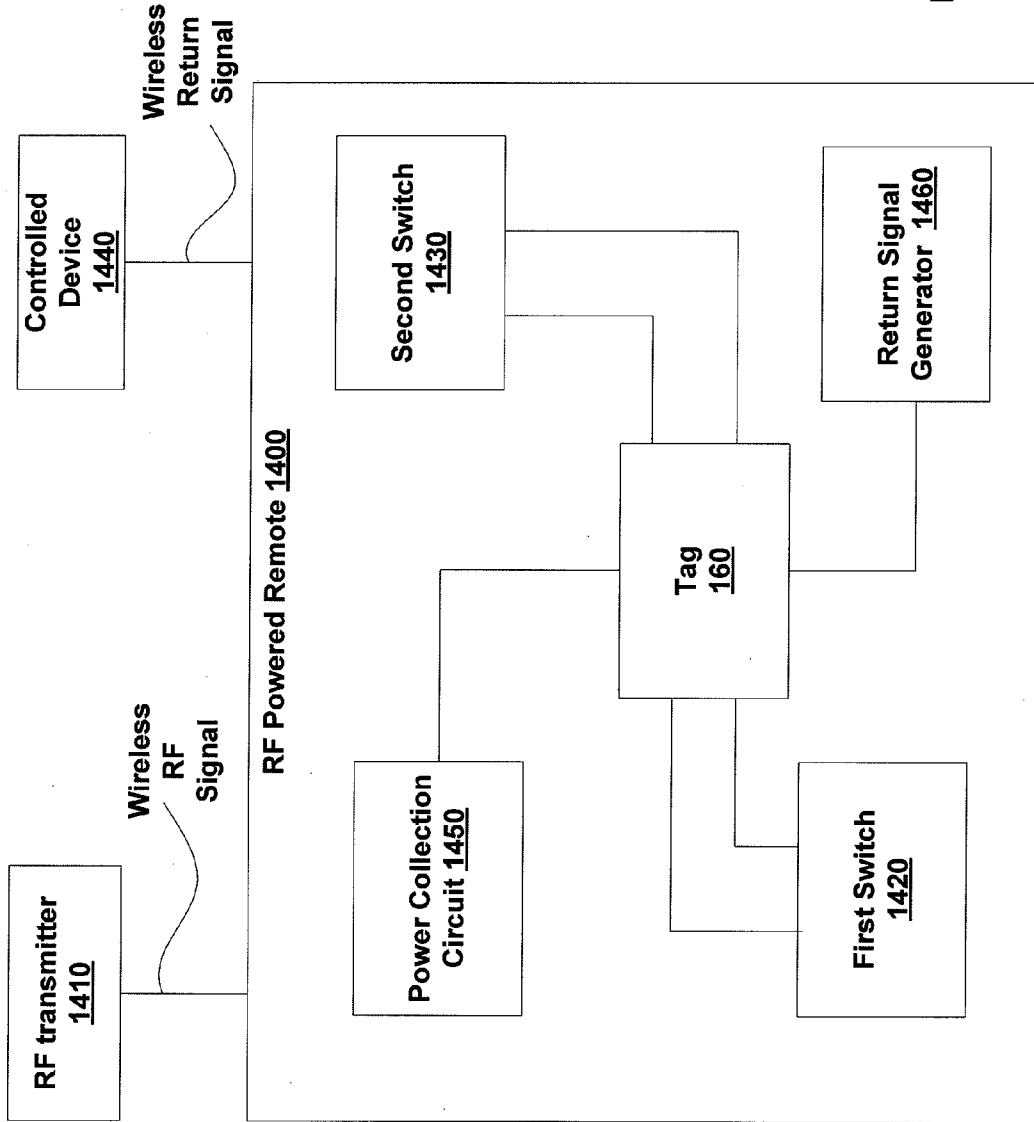 RF transmitter
1410
Wireless
RF
Signal
Controlled
Device
1440
Wireless
Return
Signal
RF Powered Remote 1400
Power Collection
Circuit 1450
Second Switch
1430
Tag
160
First Switch
1420
Return Signal
Generator 1460